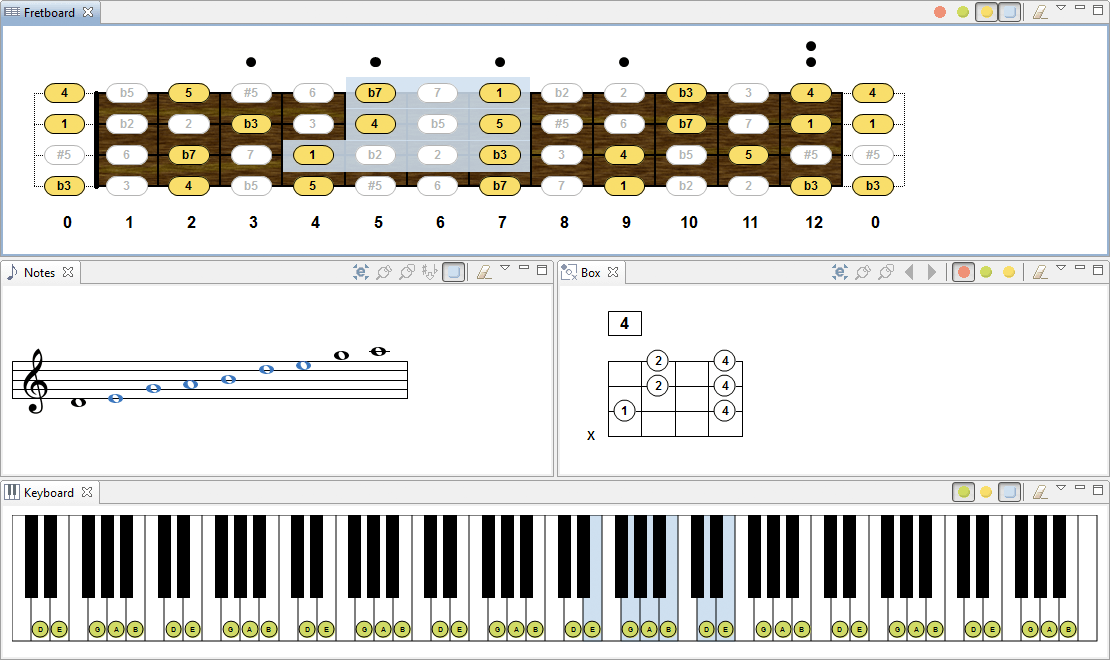 Fretboard
4 b5 5 #5 6 b7 7 1 b2 2 b3 3 4 4
1 b2 2 b3 3 4 b5 5 #5 6 b7 7 1 1
#5 6 b7 7 1 b2 2 b3 3 4 b5 5 #5 #5
b3 3 4 b5 5 #5 6 b7 7 1 b2 2 b3 b3
0 1 2 3 4 5 6 7 8 9 10 11 12 0
Notes
Box
4
2 4
2 4
1 4
x
Keyboard
D E G A B D E G A B D E G A B D E G A B D E G A B D E G A B D E G A B D E G A B